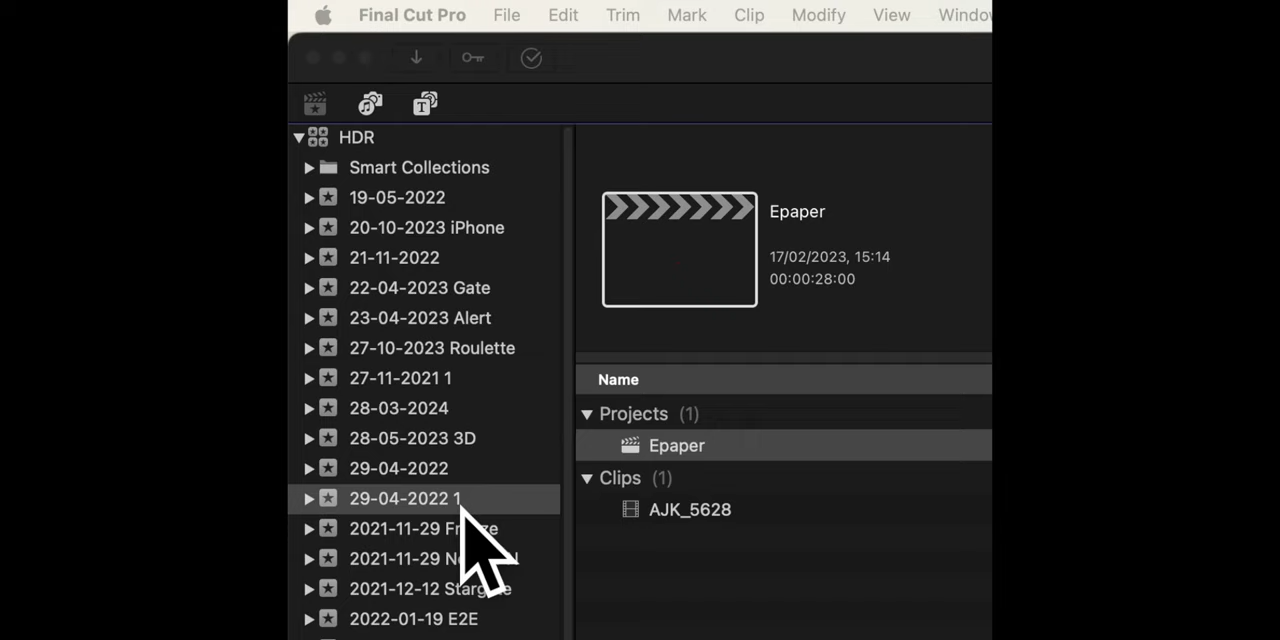 Final Cut Pro File Edit Trim Mark Clip Modify View
HDR
Smart Collections
19-05-2022
20-10-2023 iPhone
21-11-2022
22-04-2023 Gate
23-04-2023 Alert
27-10-2023 Roulette
27-11-2021 1
28-03-2024
28-05-2023 3D
29-04-2022
29-04-2022 1
2021-11-29
2021-11-29
2021-12-12
2022-01-19 E2E
Epaper
17/02/2023, 15:14
00:00:28:00
Name
Projects (1)
Epaper
Clips (1)
AJK_5628